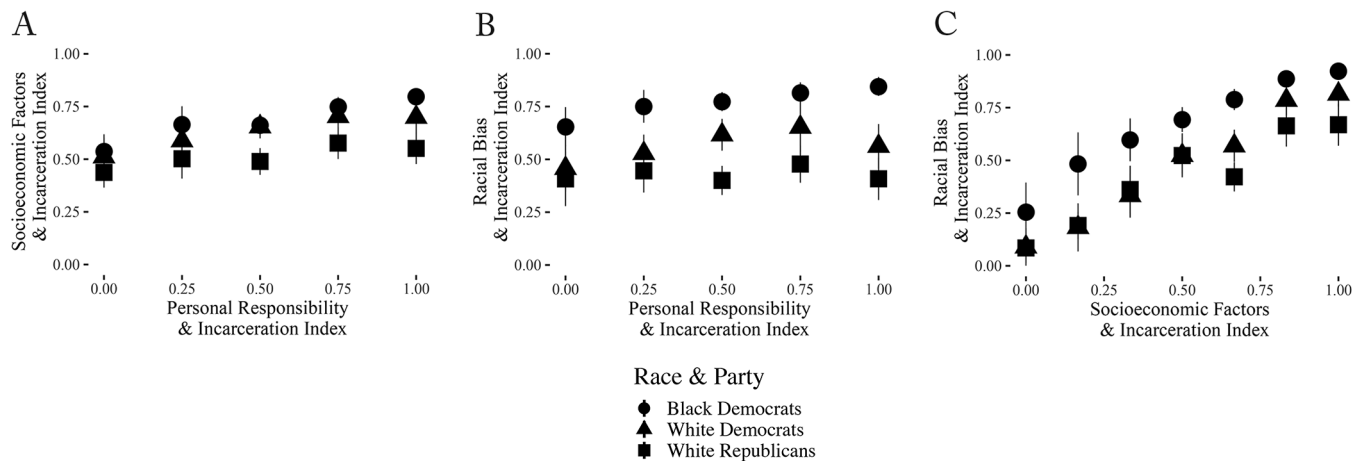 A
Socioeconomic Factors
& Incarceration Index
1.00
0.75
0.50
0.25
0.00
0.00 0.25 0.50 0.75 1.00
Personal Responsibility
& Incarceration Index
B
Racial Bias
& Incarceration Index
1.00
0.75
0.50
0.25
0.00
0.00 0.25 0.50 0.75 1.00
Personal Responsibility
& Incarceration Index
C
Racial Bias
& Incarceration Index
1.00
0.75
0.50
0.25
0.00
0.00 0.25 0.50 0.75 1.00
Socioeconomic Factors
& Incarceration Index
Race & Party
Black Democrats
White Democrats
White Republicans